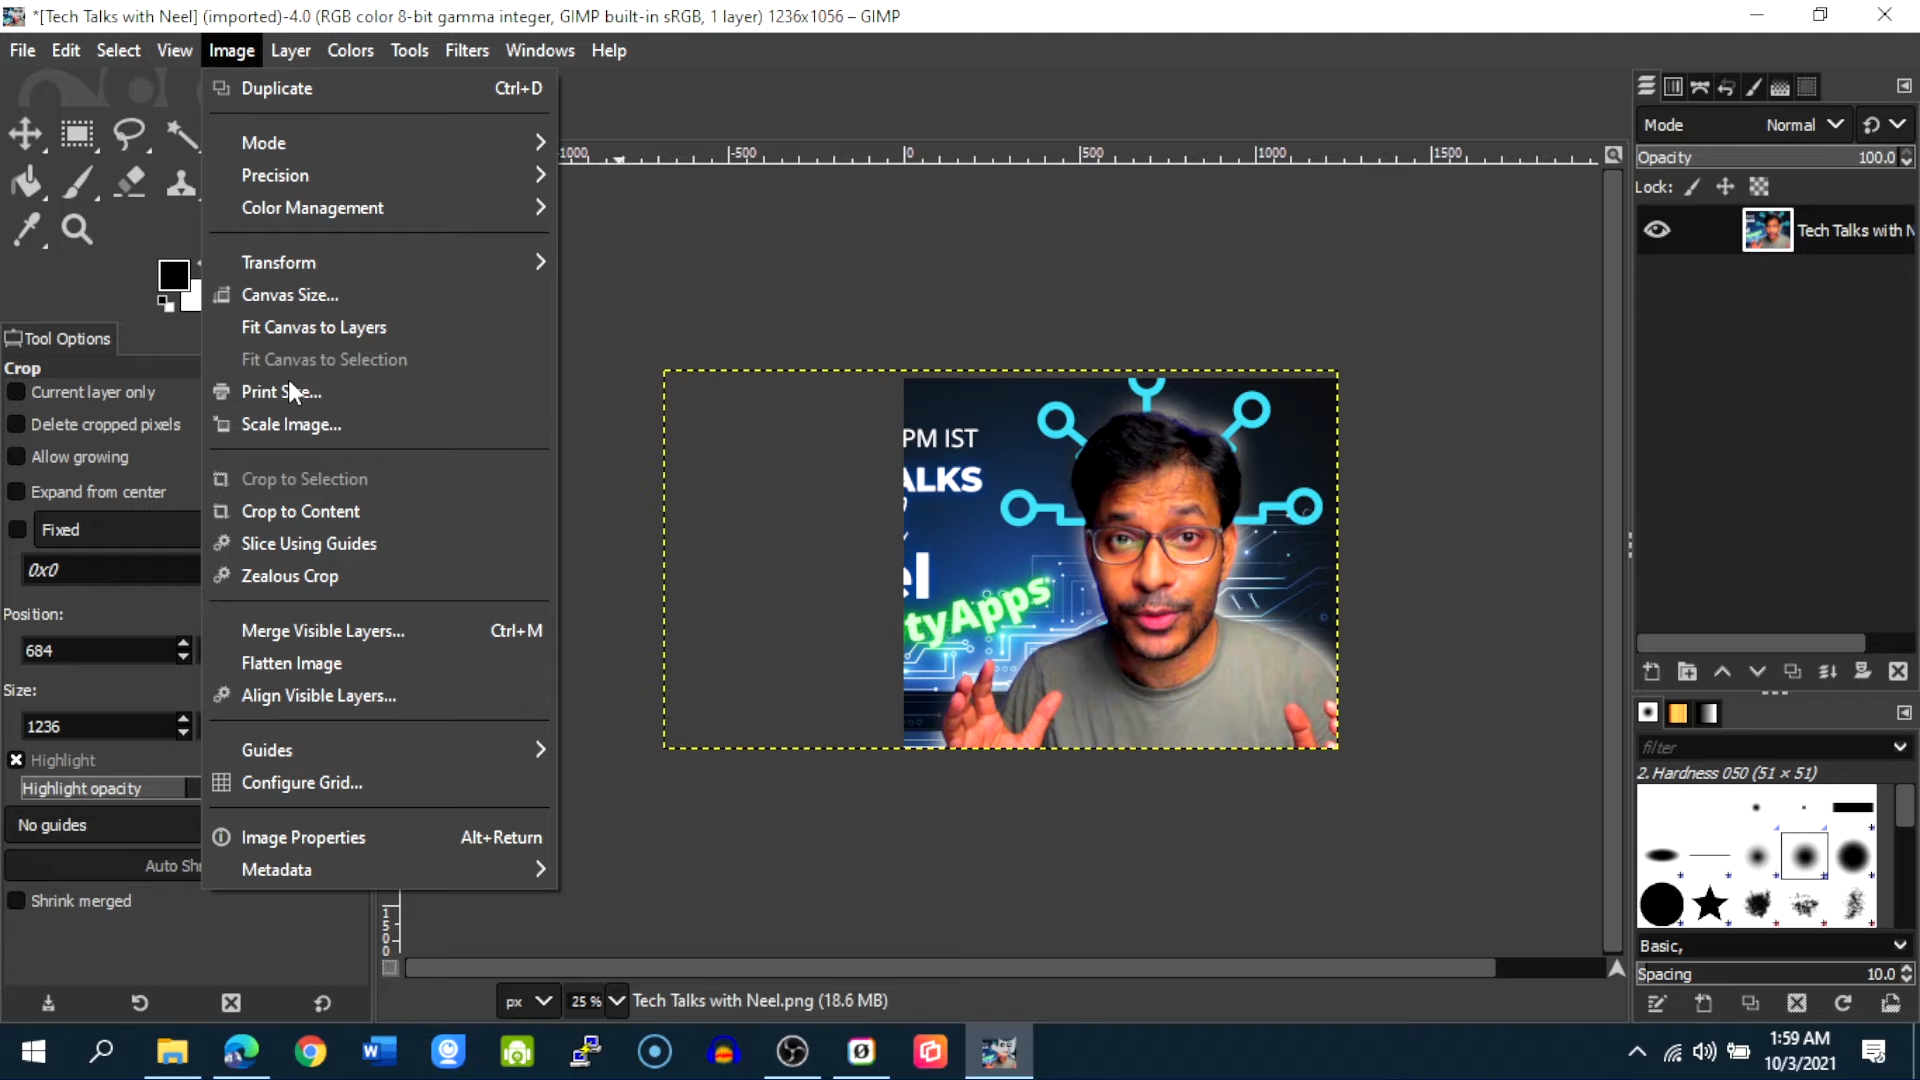 *[Tech Talks with Neel] (imported)-4.0 (RGB color 8-bit gamma integer, GIMP built-in sRGB, 1 layer) 1236x1056 – GIMP
File Edit Select View Image Layer Colors Tools Filters Windows Help
Duplicate Ctrl+D
Mode
Precision
Color Management
Transform
Canvas Size...
Fit Canvas to Layers
Fit Canvas to Selection
Print S e...
Scale Image...
Crop to Selection
Crop to Content
Slice Using Guides
Zealous Crop
Merge Visible Layers... Ctrl+M
Flatten Image
Align Visible Layers...
Guides
Configure Grid...
Image Properties Alt+Return
Metadata
Tool Options
Crop
Current layer only
Delete cropped pixels
Allow growing
Expand from center
Fixed
0x0
Position:
684
Size:
1236
Highlight
Highlight opacity
No guides
Auto Shr
Shrink merged
1000 -500 0 500 1000 1500
1500
PM IST
ALKS
el
tyApps
px 25 % Tech Talks with Neel.png (18.6 MB)
Mode Normal
Opacity 100.0
Lock:
Tech Talks with N
filter
2. Hardness 050 (51 × 51)
Basic,
Spacing 10.0
1:59 AM
10/3/2021